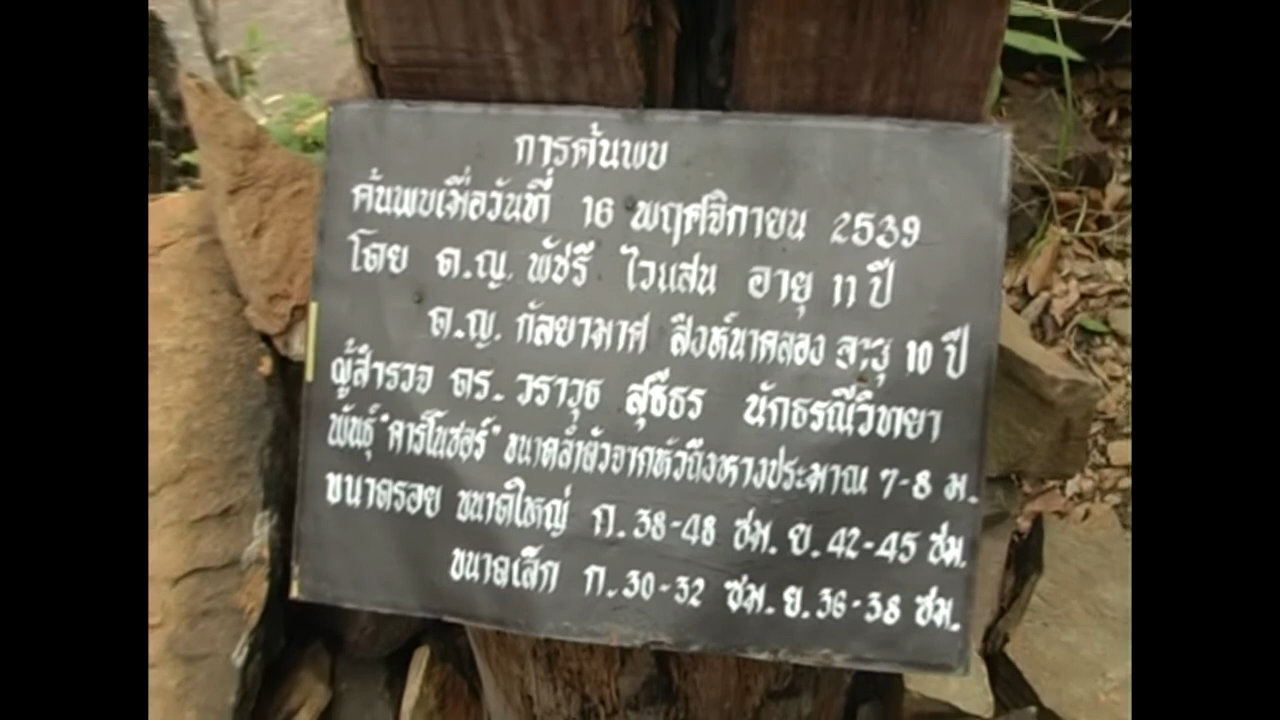 การค้นพบ
ค้นพบเมื่อวันที่ 16 พฤศจิกายน 2539
โดย ด.ญ. พัชรี ไวแสน อายุ 11 ปี
ด.ญ. กัลยามาศ สิงห์นาคลอง อายุ 10 ปี
ผู้สำรวจ ดร. วราวุธ สุธีธร นักธรณีวิทยา
พันธุ์ "คาร์โนซอร์" ขนาดลำตัวจากหัวถึงหางประมาณ 7-8 ม.
ขนาดรอย ขนาดใหญ่ ก. 38-48 ซม. ย. 42-45 ซม.
ขนาดเล็ก ก. 30-32 ซม. ย. 36-38 ซม.